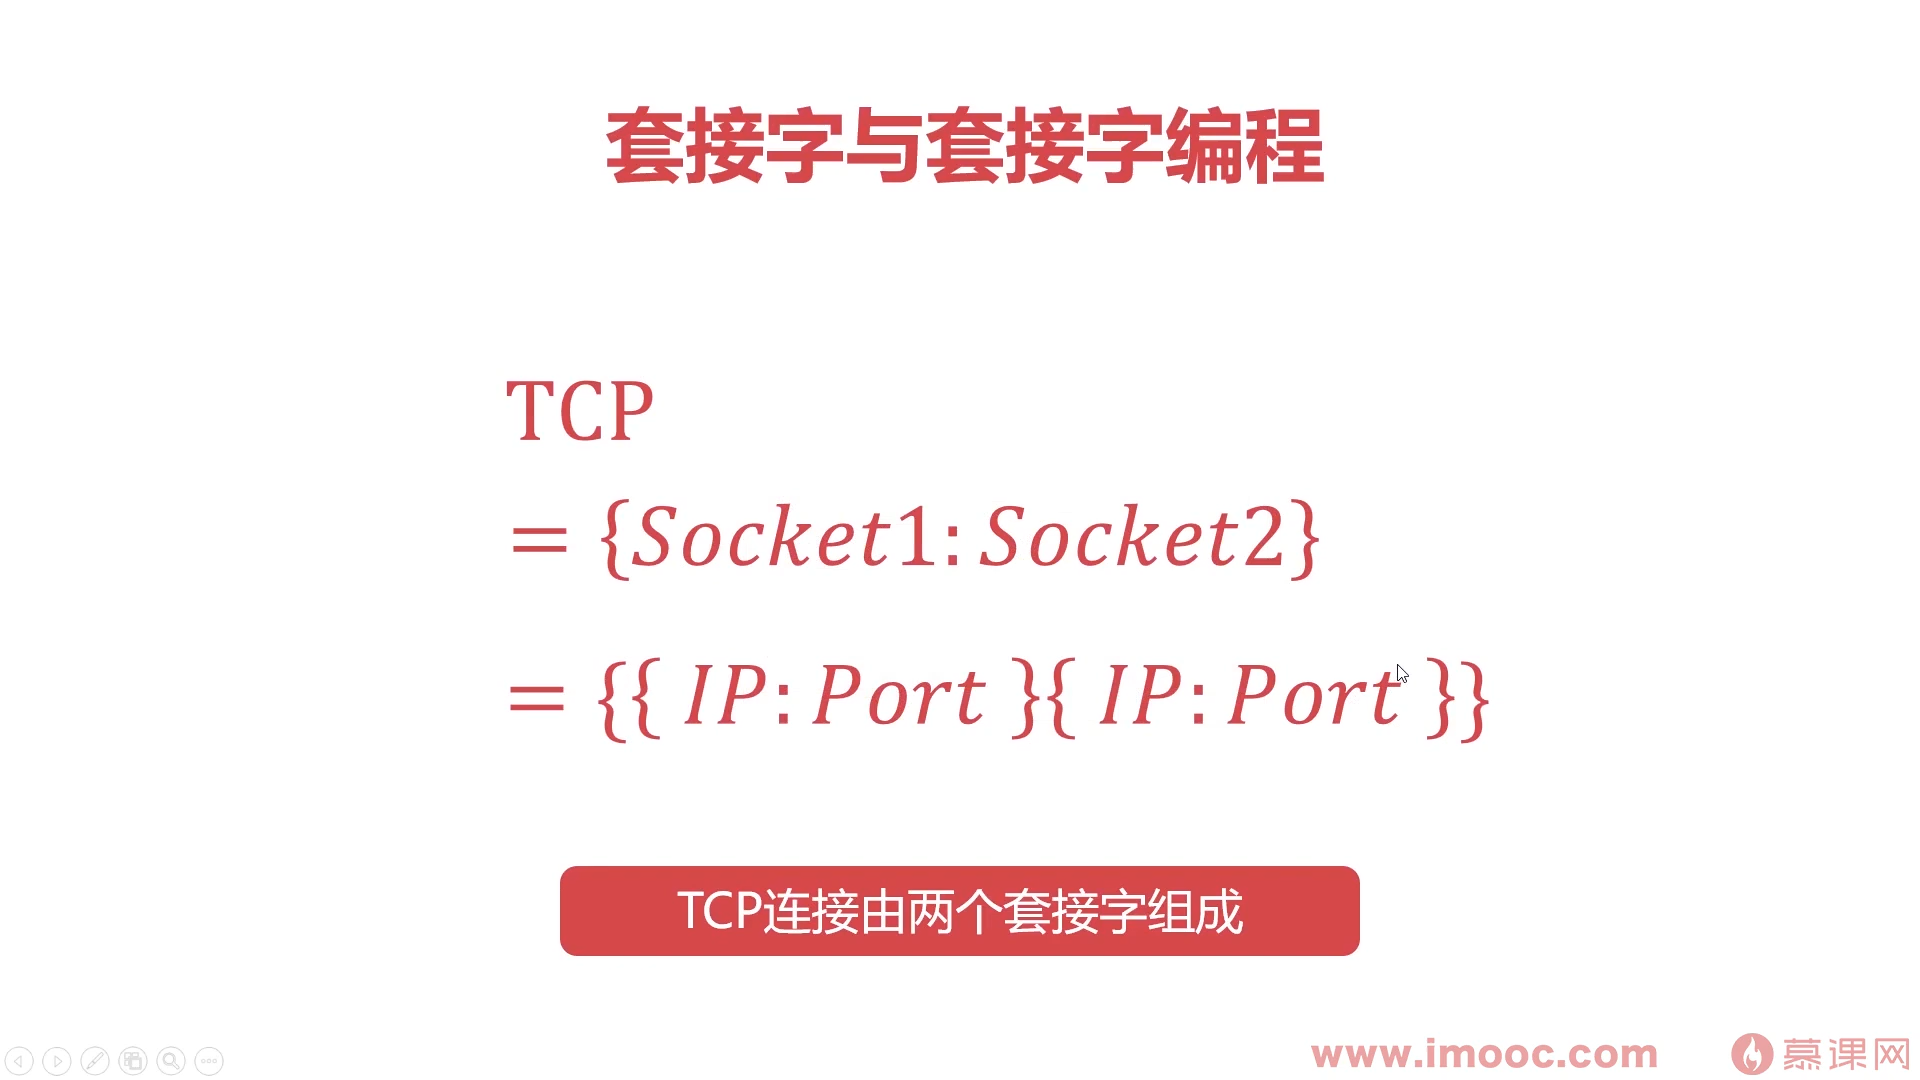 套接字与套接字编程
TCP
= {Socket1: Socket2}
= {{ IP: Port }{ IP: Port }}
TCP连接由两个套接字组成
www.imooc.com 慕课网